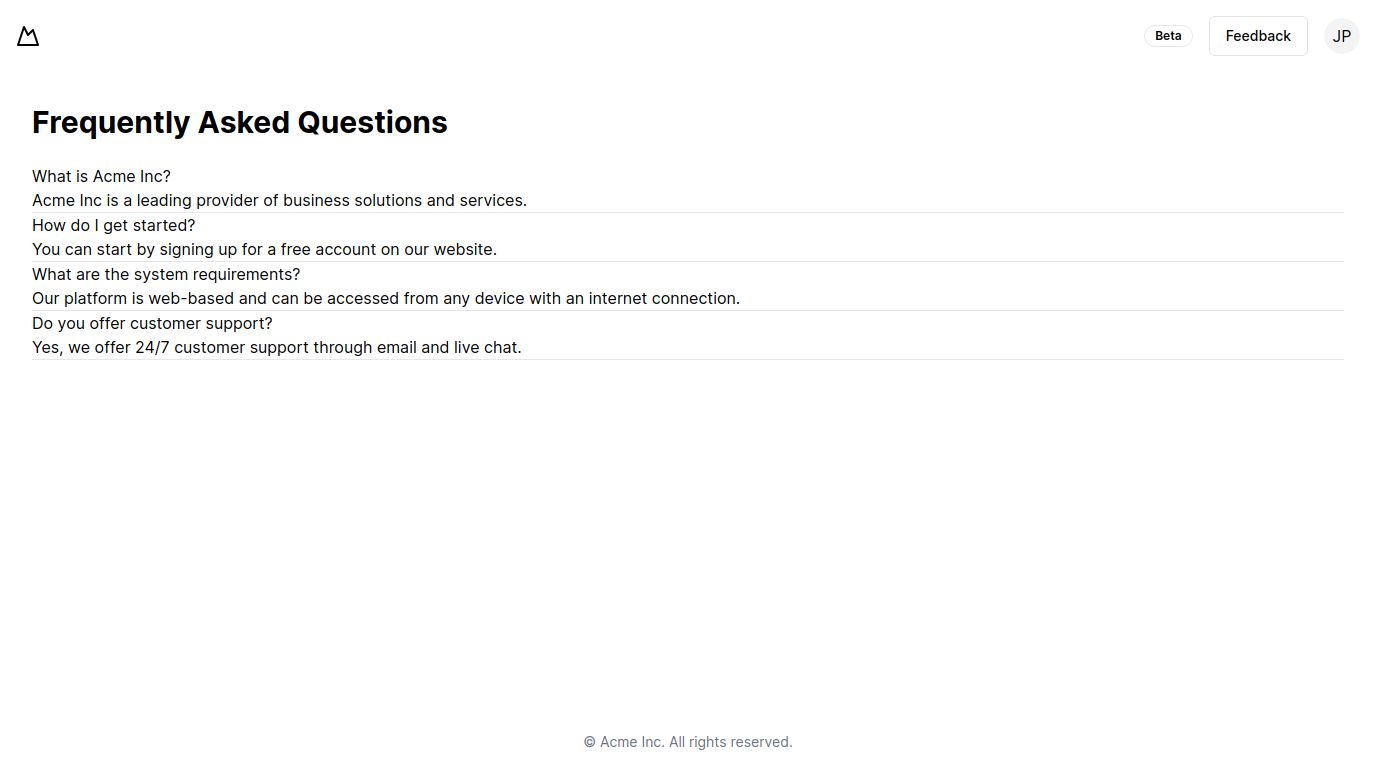 Beta
Feedback
JP
Frequently Asked Questions
What is Acme Inc?
Acme Inc is a leading provider of business solutions and services.
How do I get started?
You can start by signing up for a free account on our website.
What are the system requirements?
Our platform is web-based and can be accessed from any device with an internet connection.
Do you offer customer support?
Yes, we offer 24/7 customer support through email and live chat.
© Acme Inc. All rights reserved.